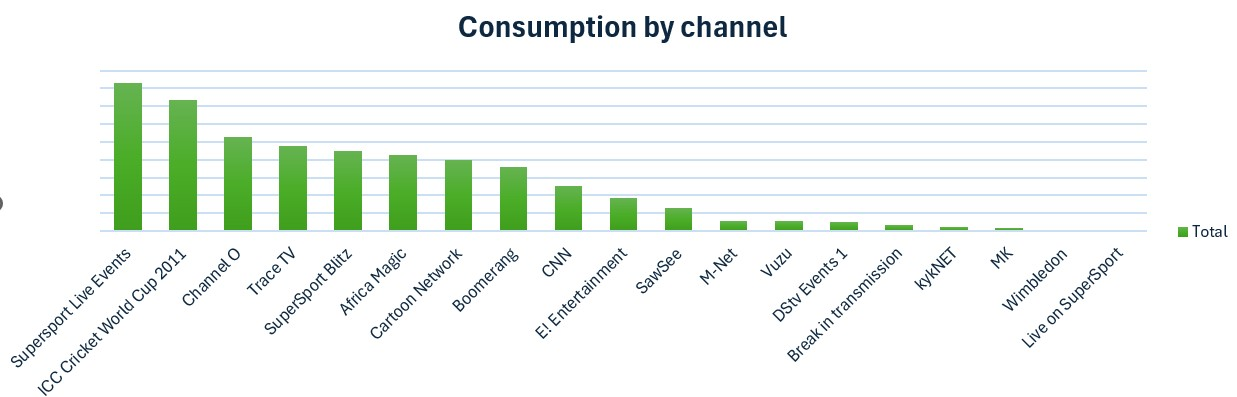 Consumption by channel
Supersport Live Events
ICC Cricket World Cup 2011
Channel O
Trace TV
SuperSport Blitz
Africa Magic
Cartoon Network
Boomerang
CNN
E! Entertainment
SawSee
M-Net
Vuzu
DStv Events 1
Break in transmission
kykNET
MK
Wimbledon
Live on SuperSport
Total